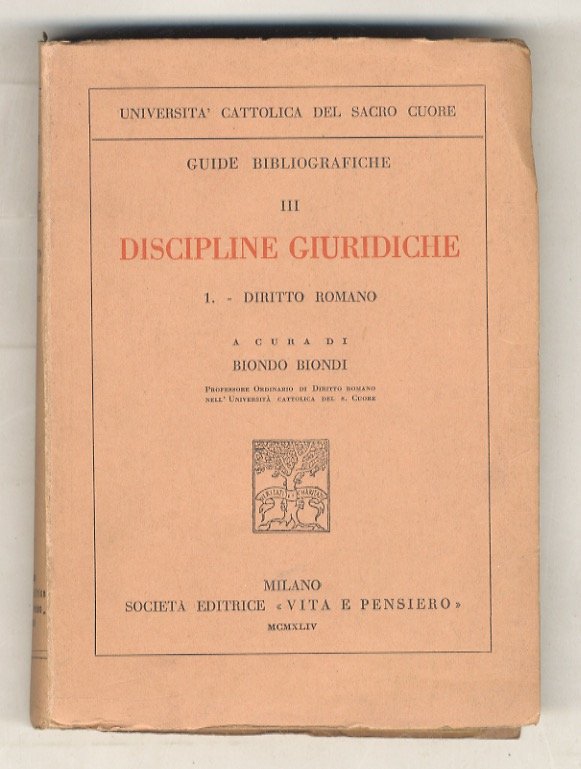 UNIVERSITA' CATTOLICA DEL SACRO CUORE
GUIDE BIBLIOGRAFICHE
III
DISCIPLINE GIURIDICHE
1. - DIRITTO ROMANO
A CURA DI
BIONDO BIONDI
PROFESSORE ORDINARIO DI DIRITTO ROMANO
NELL'UNIVERSITÀ CATTOLICA DEL S. CUORE
MILANO
SOCIETÀ EDITRICE «VITA E PENSIERO»
MCMXLIV